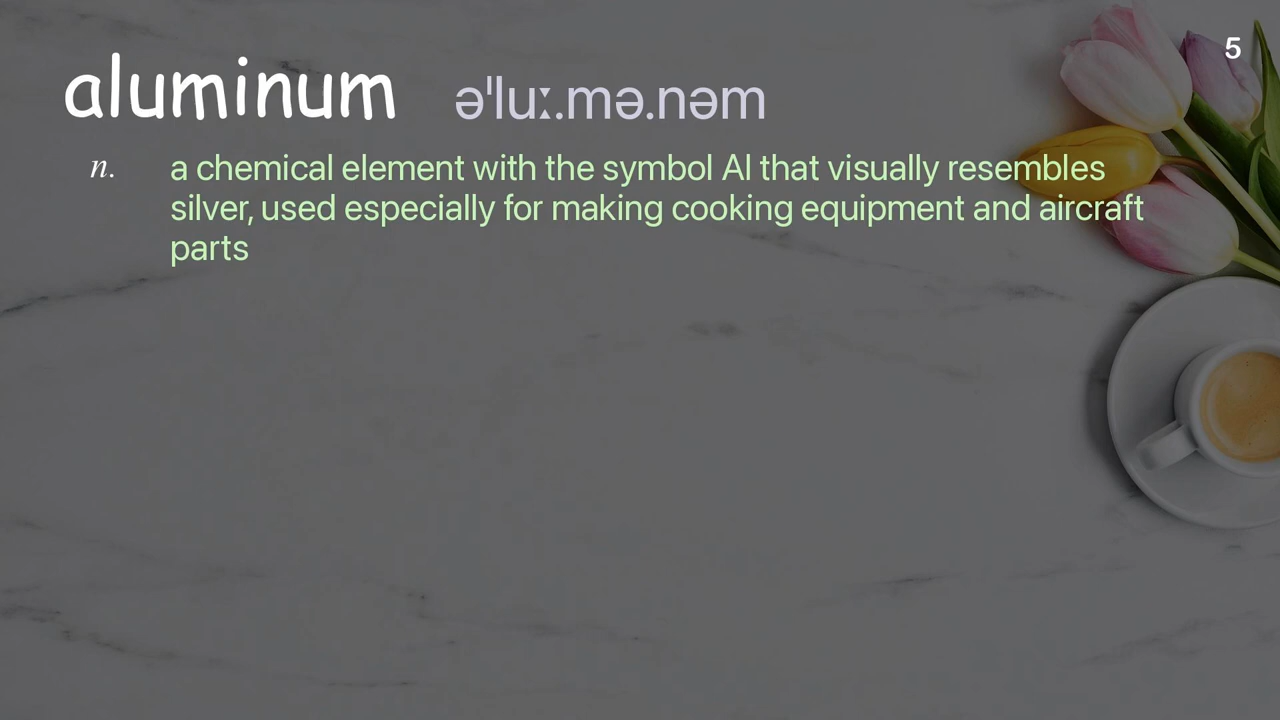 5
aluminum əˈluː.mə.nəm
n. a chemical element with the symbol Al that visually resembles
silver, used especially for making cooking equipment and aircraft
parts